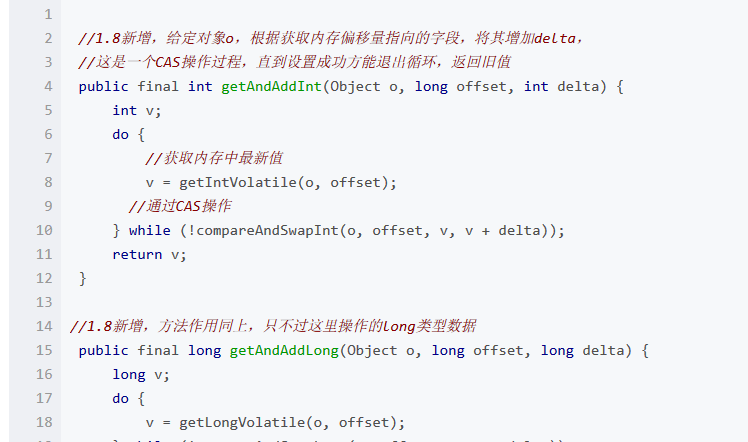 1
2 //1.8新增，给定对象o，根据获取内存偏移量指向的字段，将其增加delta，
3 //这是一个CAS操作过程，直到设置成功方能退出循环，返回旧值
4 public final int getAndAddInt(Object o, long offset, int delta) {
5 int v;
6 do {
7 //获取内存中最新值
8 v = getIntVolatile(o, offset);
9 //通过CAS操作
10 } while (!compareAndSwapInt(o, offset, v, v + delta));
11 return v;
12 }
13
14 //1.8新增，方法作用同上，只不过这里操作的long类型数据
15 public final long getAndAddLong(Object o, long offset, long delta) {
16 long v;
17 do {
18 v = getLongVolatile(o, offset);